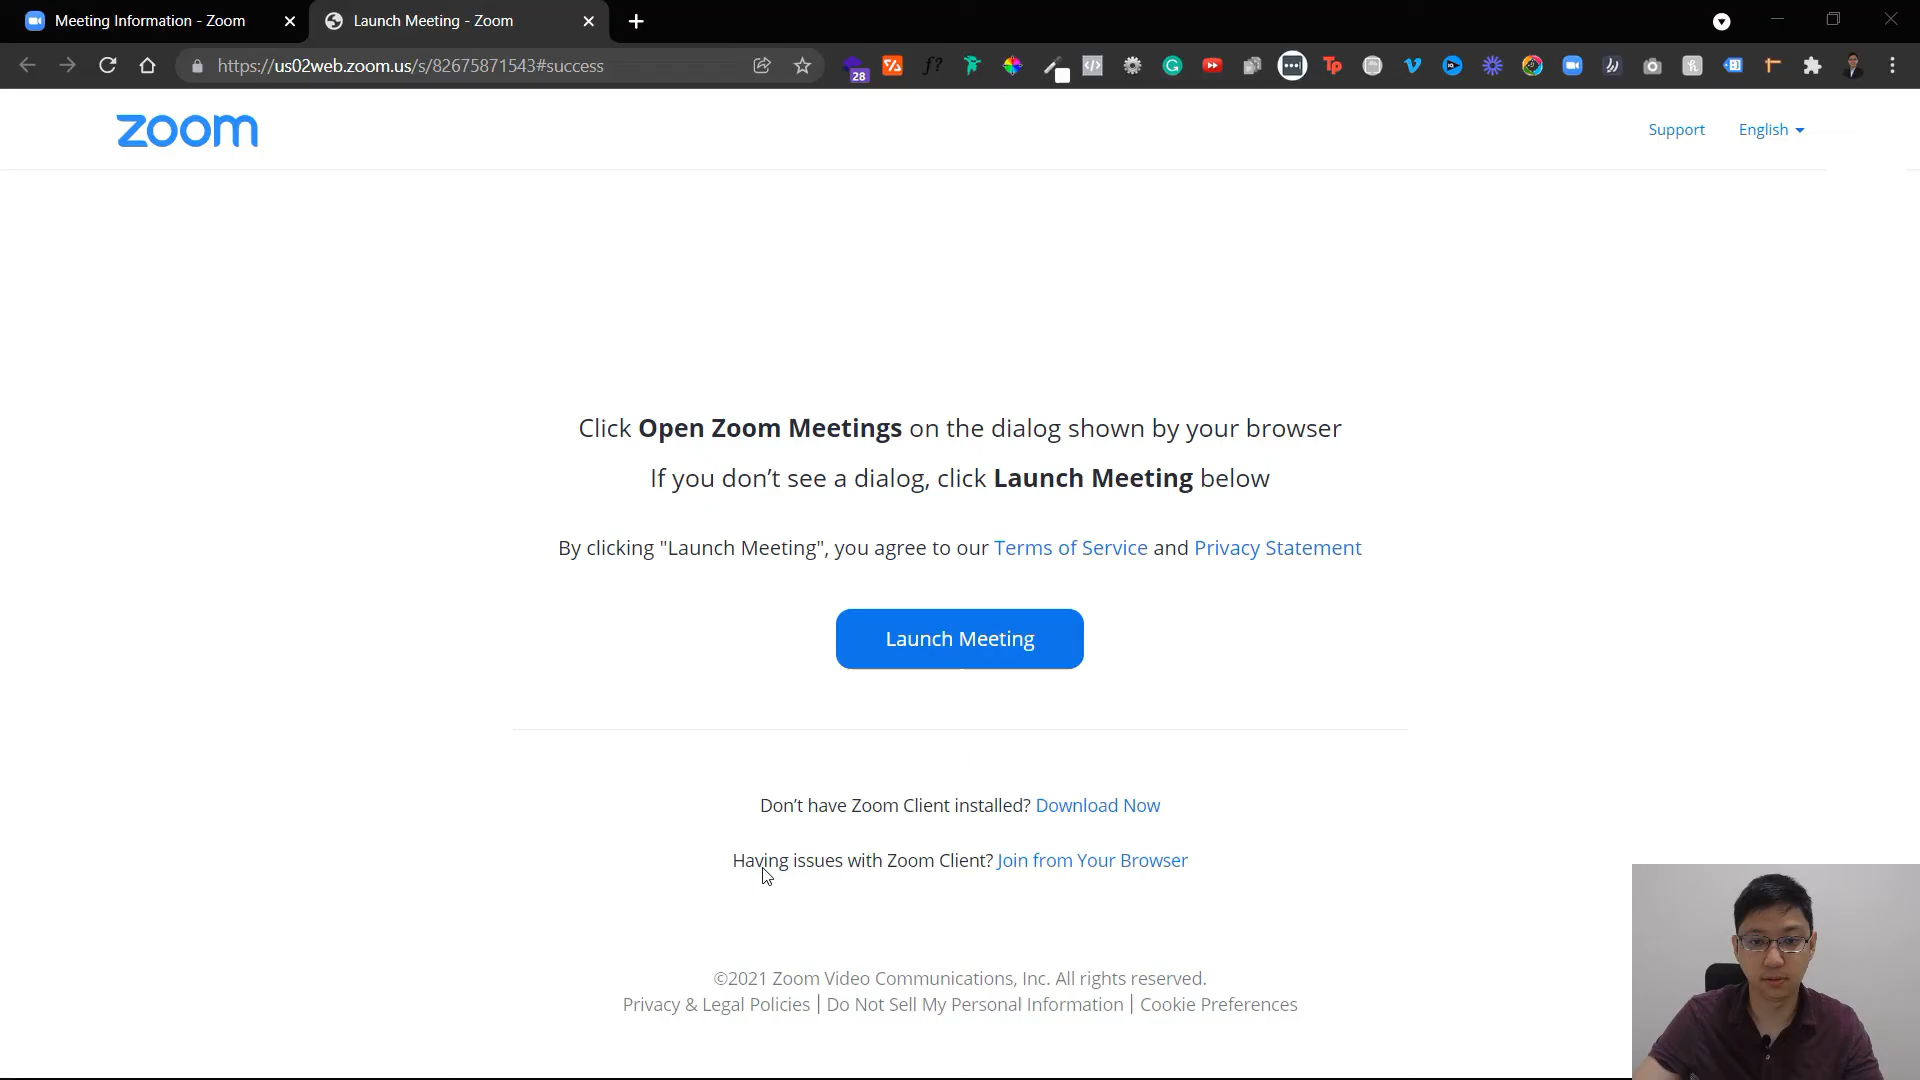 Meeting Information - Zoom
Launch Meeting - Zoom
https://us02web.zoom.us/s/82675871543#success
28
f?
Tp
zoom
Support
English
Click Open Zoom Meetings on the dialog shown by your browser
If you don’t see a dialog, click Launch Meeting below
By clicking "Launch Meeting", you agree to our Terms of Service and Privacy Statement
Launch Meeting
Don’t have Zoom Client installed? Download Now
Having issues with Zoom Client? Join from Your Browser
©2021 Zoom Video Communications, Inc. All rights reserved.
Privacy & Legal Policies | Do Not Sell My Personal Information | Cookie Preferences